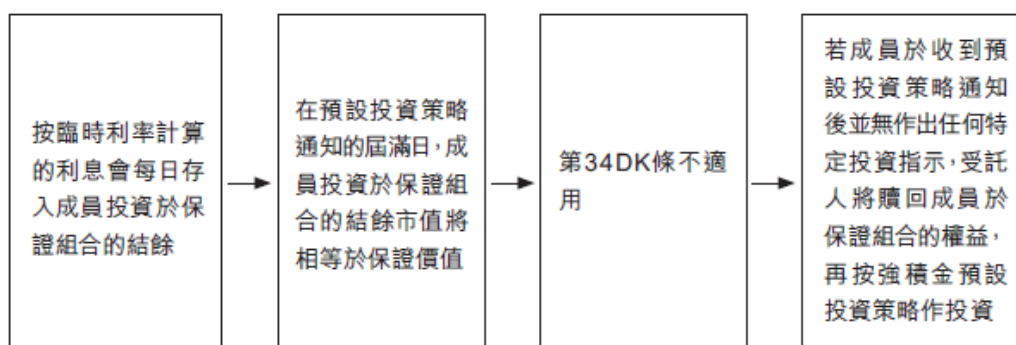 按臨時利率計算
的利息會每日存
入成員投資於保
證組合的結餘
在預設投資策略
通知的屆滿日，成
員投資於保證組
合的結餘市值將
相等於保證價值
第34DK條不適
用
若成員於收到預
設投資策略通知
後並無作出任何特
定投資指示，受託
人將贖回成員於
保證組合的權益，
再按強積金預設
投資策略作投資